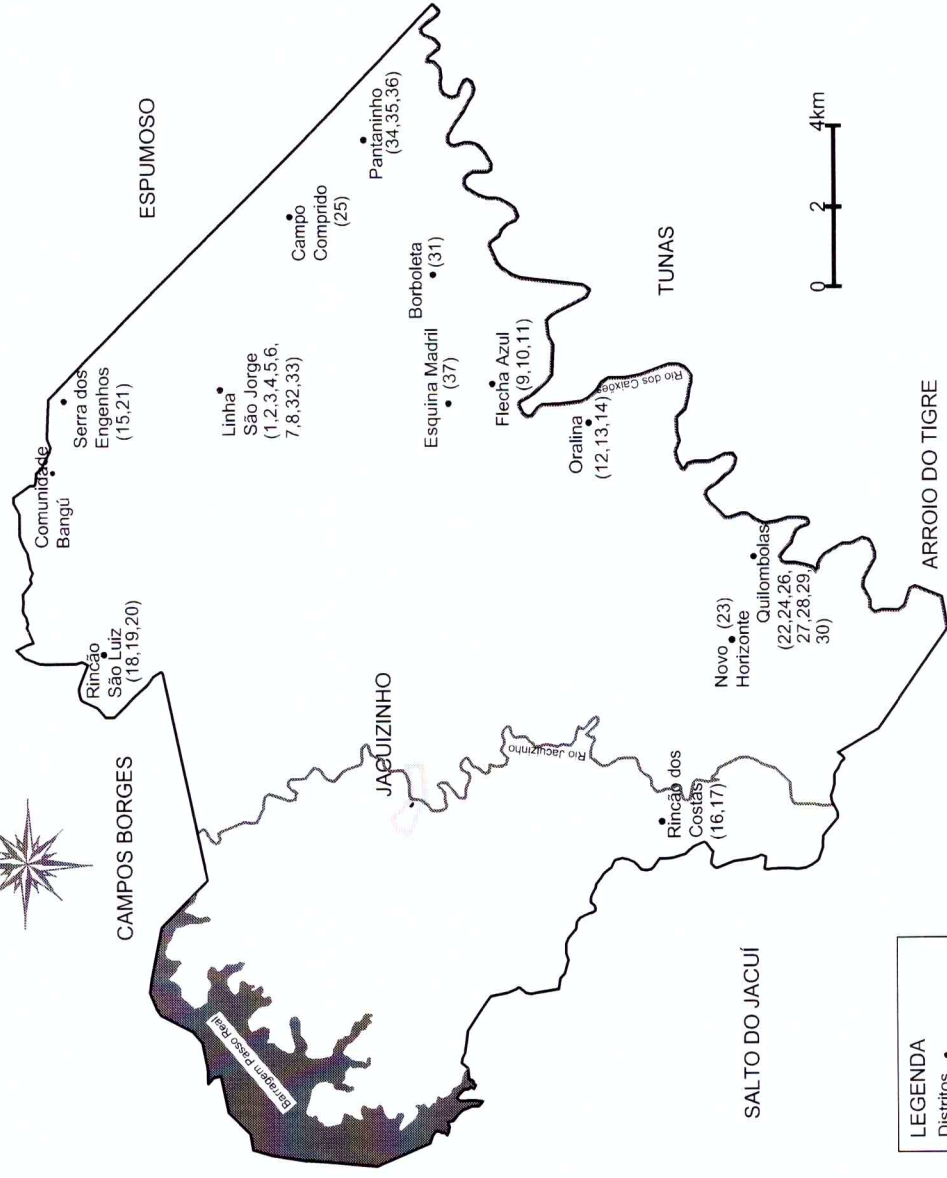 ESPUMOSO
Comunidade
Bangú
Serra dos
Engenhos
(15,21)
Rincão
São Luiz
(18,19,20)
Pantaninho
(34,35,36)
Campo
Comprido
(25)
Linha
São Jorge
(1,2,3,4,5,6,
7,8,32,33)
Borboleta
(31)
Esquina Madril
(37)
Flecha Azul
(9,10,11)
TUNAS
Oralina
(12,13,14)
Rio dos Caixões
0 2 4km
CAMPOS BORGES
JACUIZINHO
Rio Jacuizinho
Barragem Passo Real
Novo (23)
Horizonte
Quilombolas
(22,24,26,
27,28,29,
30)
Rincão dos
Costas
(16,17)
ARROIO DO TIGRE
SALTO DO JACUÍ
LEGENDA
Distritos